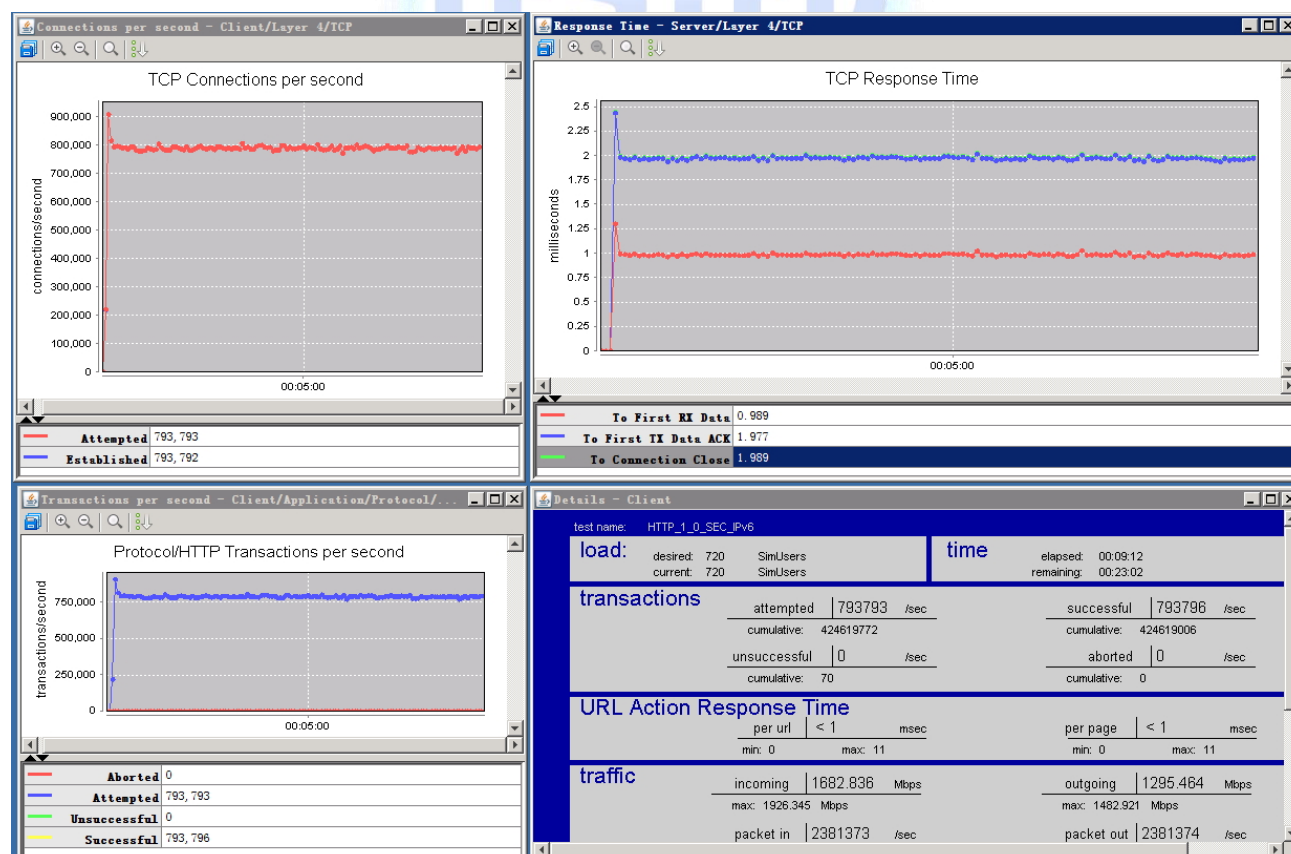 Connections per second - Client/Layer 4/TCP
TCP Connections per second
connections/second
900,000
800,000
700,000
600,000
500,000
400,000
300,000
200,000
100,000
0
00:05:00
Attempted 793,793
Established 793,792
Response Time - Server/Layer 4/TCP
TCP Response Time
milliseconds
2.5
2.25
2
1.75
1.5
1.25
1
0.75
0.5
0.25
0
00:05:00
To First RX Data 0.989
To First TX Data ACK 1.977
To Connection Close 1.989
Transactions per second - Client/Application/Protocol/...
Protocol/HTTP Transactions per second
transactions/second
750,000
500,000
250,000
0
00:05:00
Aborted 0
Attempted 793,793
Unsuccessful 0
Successful 793,796
Details - Client
test name: HTTP_1_0_SEC_IPv6
load:
desired: 720 SimUsers
current: 720 SimUsers
time
elapsed: 00:09:12
remaining: 00:23:02
transactions
attempted 793793 /sec
cumulative: 424619772
successful 793796 /sec
cumulative: 424619006
unsuccessful 0 /sec
cumulative: 70
aborted 0 /sec
cumulative: 0
URL Action Response Time
per url < 1 msec
min: 0 max: 11
per page < 1 msec
min: 0 max: 11
traffic
incoming 1682.836 Mbps
max: 1926.345 Mbps
outgoing 1295.464 Mbps
max: 1482.921 Mbps
packet in 2381373 /sec
packet out 2381374 /sec